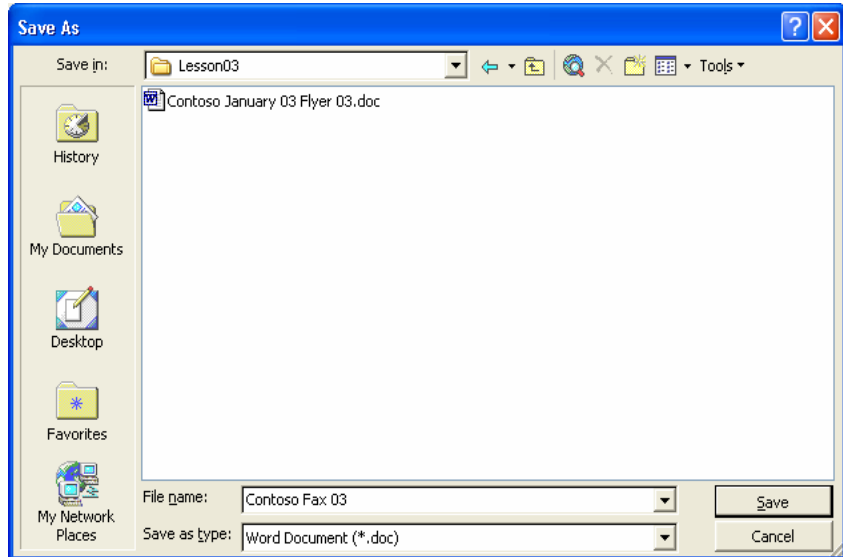 Save As
Save in:
Lesson03
Tools
Contoso January 03 Flyer 03.doc
History
My Documents
Desktop
Favorites
My Network
Places
File name:
Contoso Fax 03
Save
Save as type:
Word Document (*.doc)
Cancel